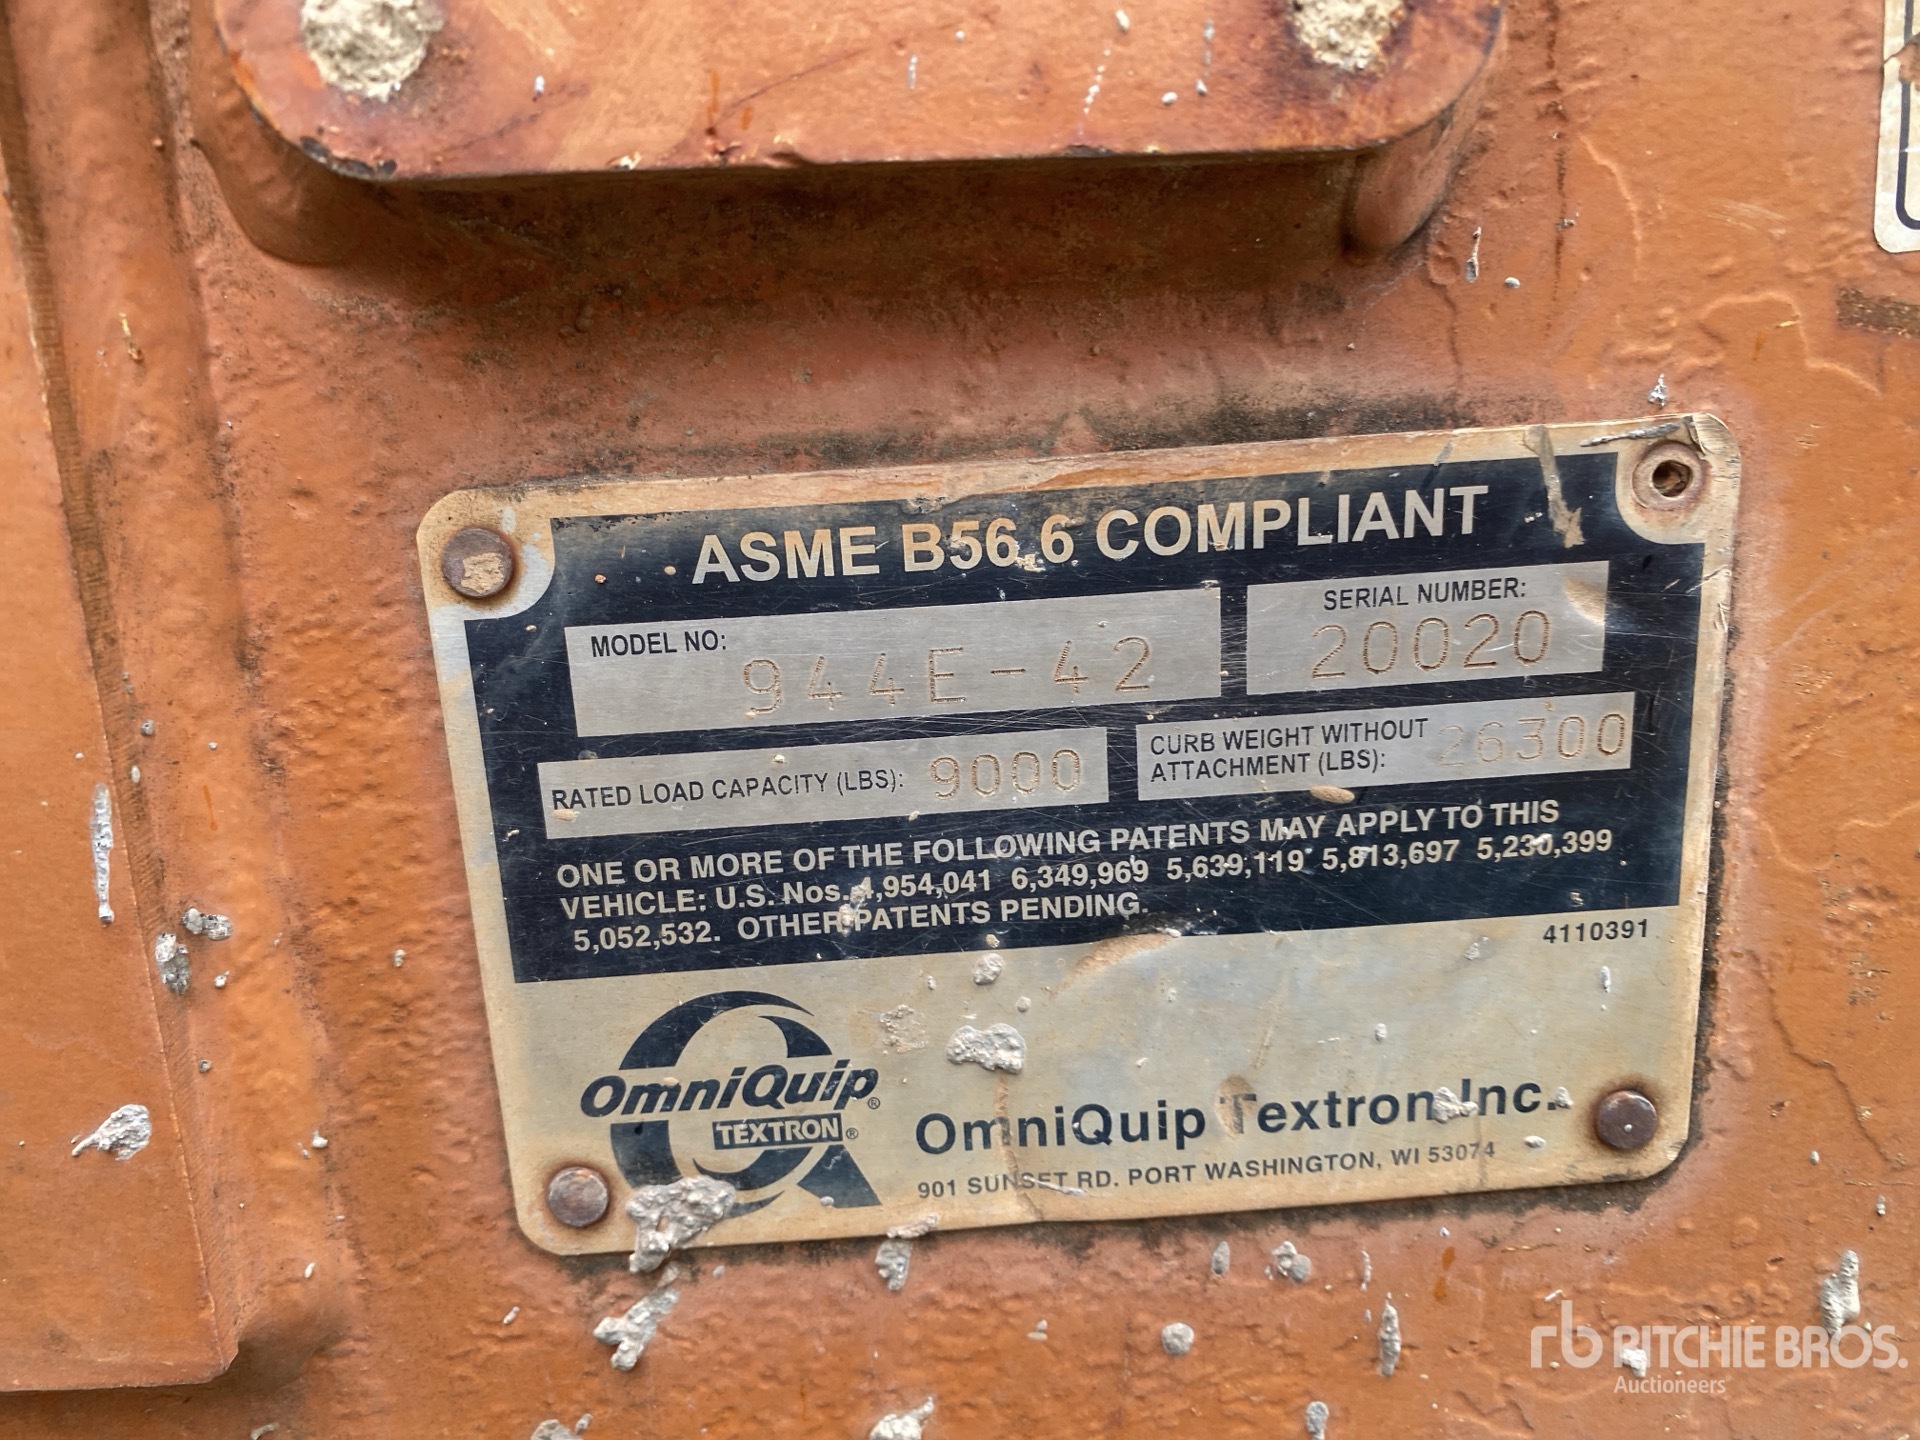 ASME B56.6 COMPLIANT
MODEL NO: 944E-42
SERIAL NUMBER:
20020
RATED LOAD CAPACITY (LBS): 9000
CURB WEIGHT WITHOUT
ATTACHMENT (LBS): 26300
ONE OR MORE OF THE FOLLOWING PATENTS MAY APPLY TO THIS
VEHICLE: U.S. Nos. 4,954,041 6,349,969 5,639,119 5,813,697 5,230,399
5,052,532. OTHER PATENTS PENDING.
4110391
OmniQuip®
TEXTRON®
OmniQuip Textron Inc.
901 SUNSET RD. PORT WASHINGTON, WI 53074
rb RITCHIE BROS.
Auctioneers